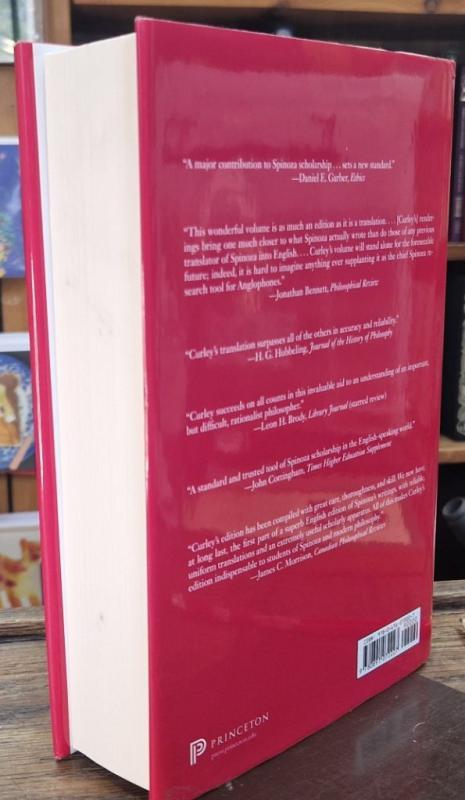 “A major contribution to Spinoza scholarship . . . sets a new standard.”
—Daniel E. Garber, Ethics
“This wonderful volume is as much an edition as it is a translation. . . . [Curley’s] render-
ings bring one much closer to what Spinoza actually wrote than do those of any previous
translator of Spinoza into English. . . . Curley’s volume will stand alone for the foreseeable
future; indeed, it is hard to imagine anything ever supplanting it as the chief Spinoza re-
search tool for Anglophones.”
—Jonathan Bennett, Philosophical Review
“Curley’s translation surpasses all of the others in accuracy and reliability.”
—H. G. Hubbeling, Journal of the History of Philosophy
“Curley succeeds on all counts in this invaluable aid to an understanding of an important,
but difficult, rationalist philosopher.”
—Leon H. Brody, Library Journal (starred review)
“A standard and trusted tool of Spinoza scholarship in the English-speaking world.”
—John Cottingham, Times Higher Education Supplement
“Curley’s edition has been compiled with great care, thoroughness, and skill. We now have,
at long last, the first part of a superb English edition of Spinoza’s writings, with reliable,
uniform translations and an extremely useful scholarly apparatus. All of this makes Curley’s
edition indispensable to students of Spinoza and modern philosophy.”
—James C. Morrison, Canadian Philosophical Reviews
ISBN
PRINCETON
press.princeton.edu